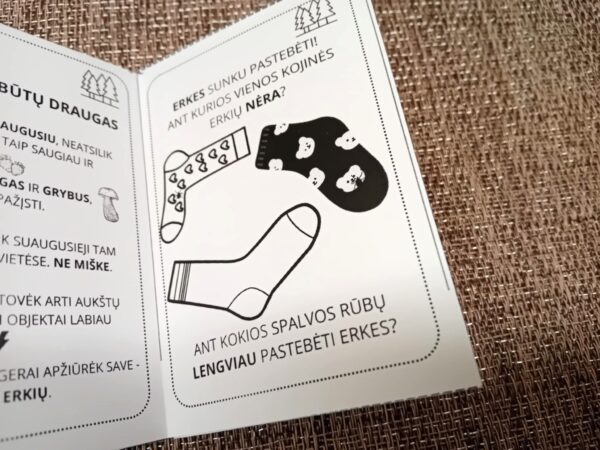 BŪTŲ DRAUGAS
AUGUSIU, NEATSILIK
TAIP SAUGIAU IR
GAS IR GRYBUS,
PAŽĮSTI.
K SUAUGUSIEJI TAM
VIETĖSE. NE MIŠKE.
TOVĖK ARTI AUKŠTŲ
I OBJEKTAI LABIAU
GERAI APŽIŪRĖK SAVE -
ERKIŲ.
ERKES SUNKU PASTEBĖTI!
ANT KURIOS VIENOS KOJINĖS
ERKIŲ NĖRA?
ANT KOKIOS SPALVOS RŪBŲ
LENGVIAU PASTEBĖTI ERKES?